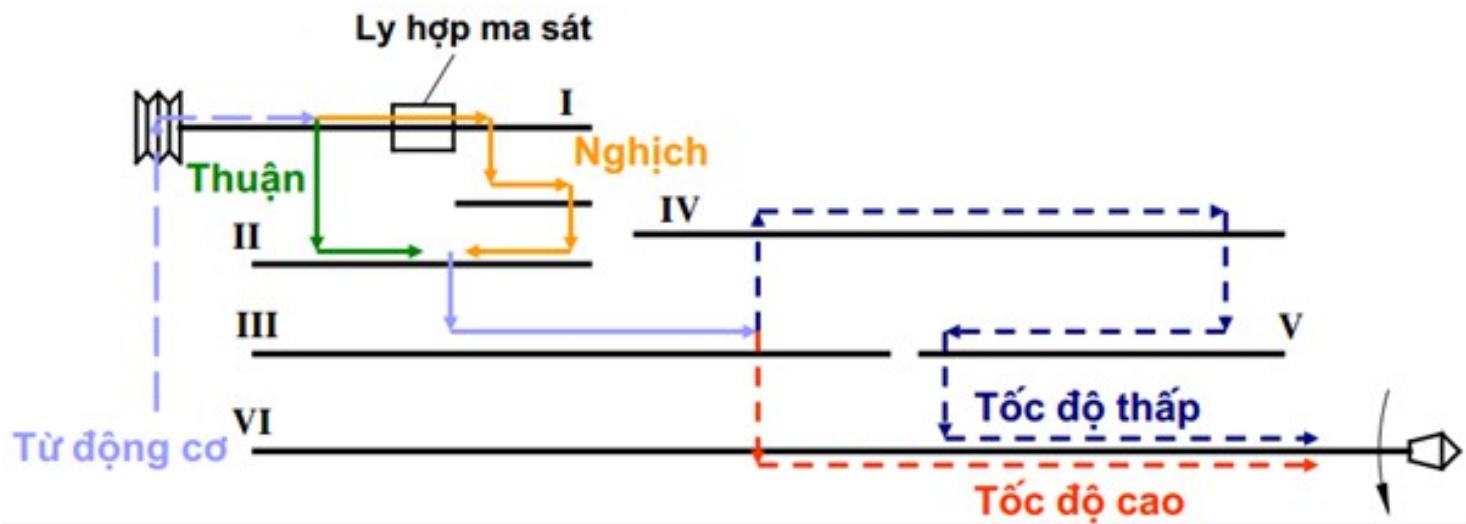 Ly hợp ma sát
I
Nghịch
Thuận
IV
II
III
V
Tốc độ thấp
VI
Từ động cơ
Tốc độ cao